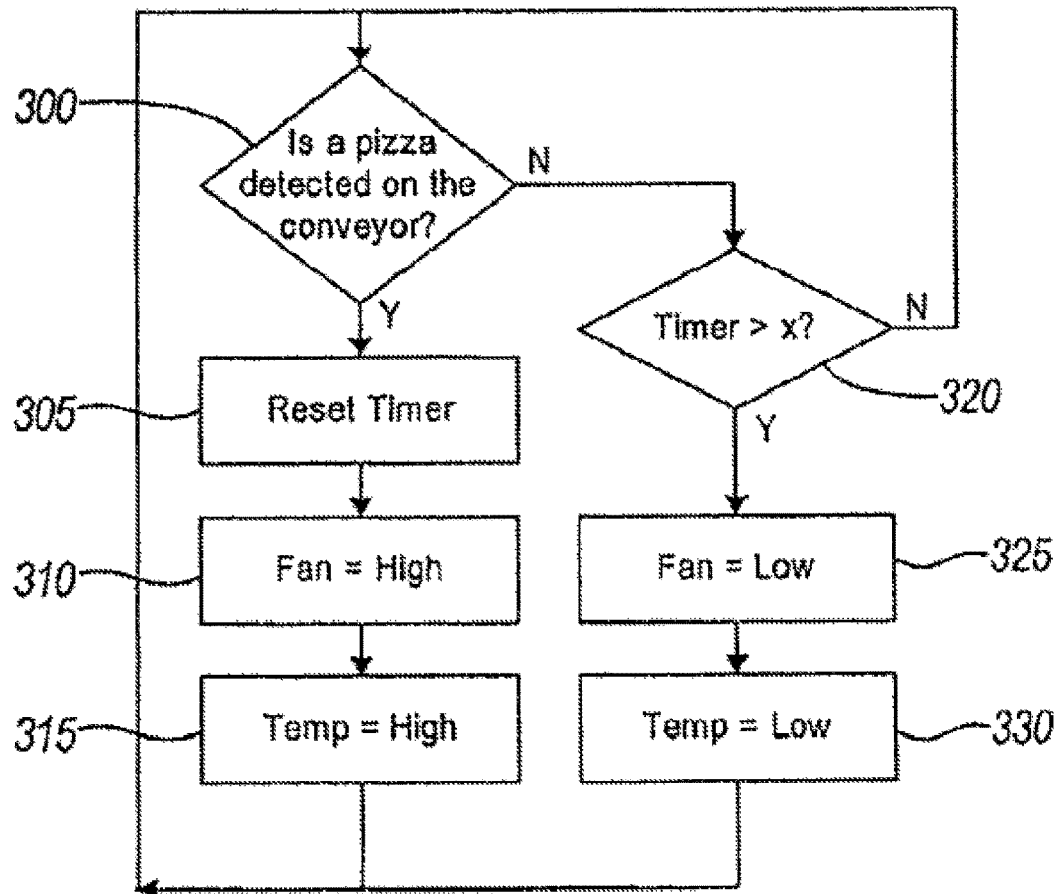 300
Is a pizza
detected on the
conveyor?
N
Y
Timer > x?
N
320
Y
305
Reset Timer
310
Fan = High
Fan = Low
325
315
Temp = High
Temp = Low
330